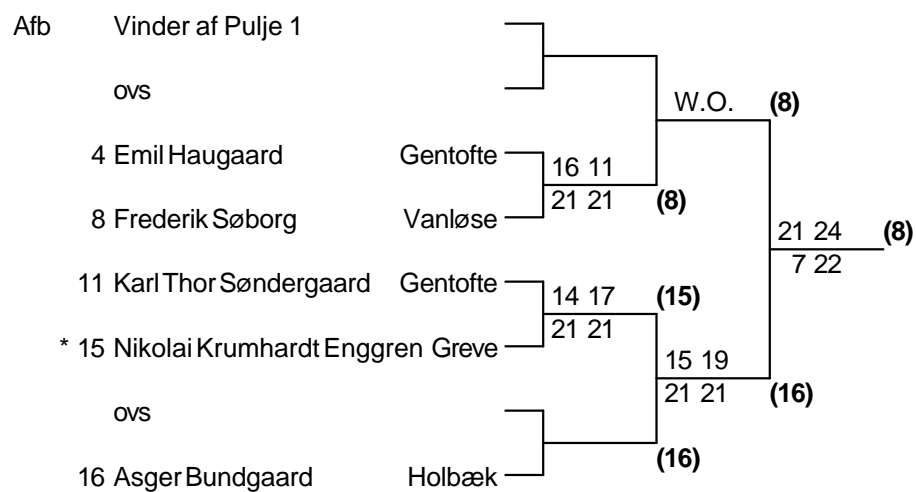 Afb Vinder af Pulje 1
ovs
W.O. (8)
4 Emil Haugaard Gentofte
16 11
21 21 (8)
8 Frederik Søborg Vanløse
21 24 (8)
7 22
11 Karl Thor Søndergaard Gentofte
14 17 (15)
21 21
* 15 Nikolai Krumhardt Enggren Greve
15 19
21 21 (16)
ovs
(16)
16 Asger Bundgaard Holbæk